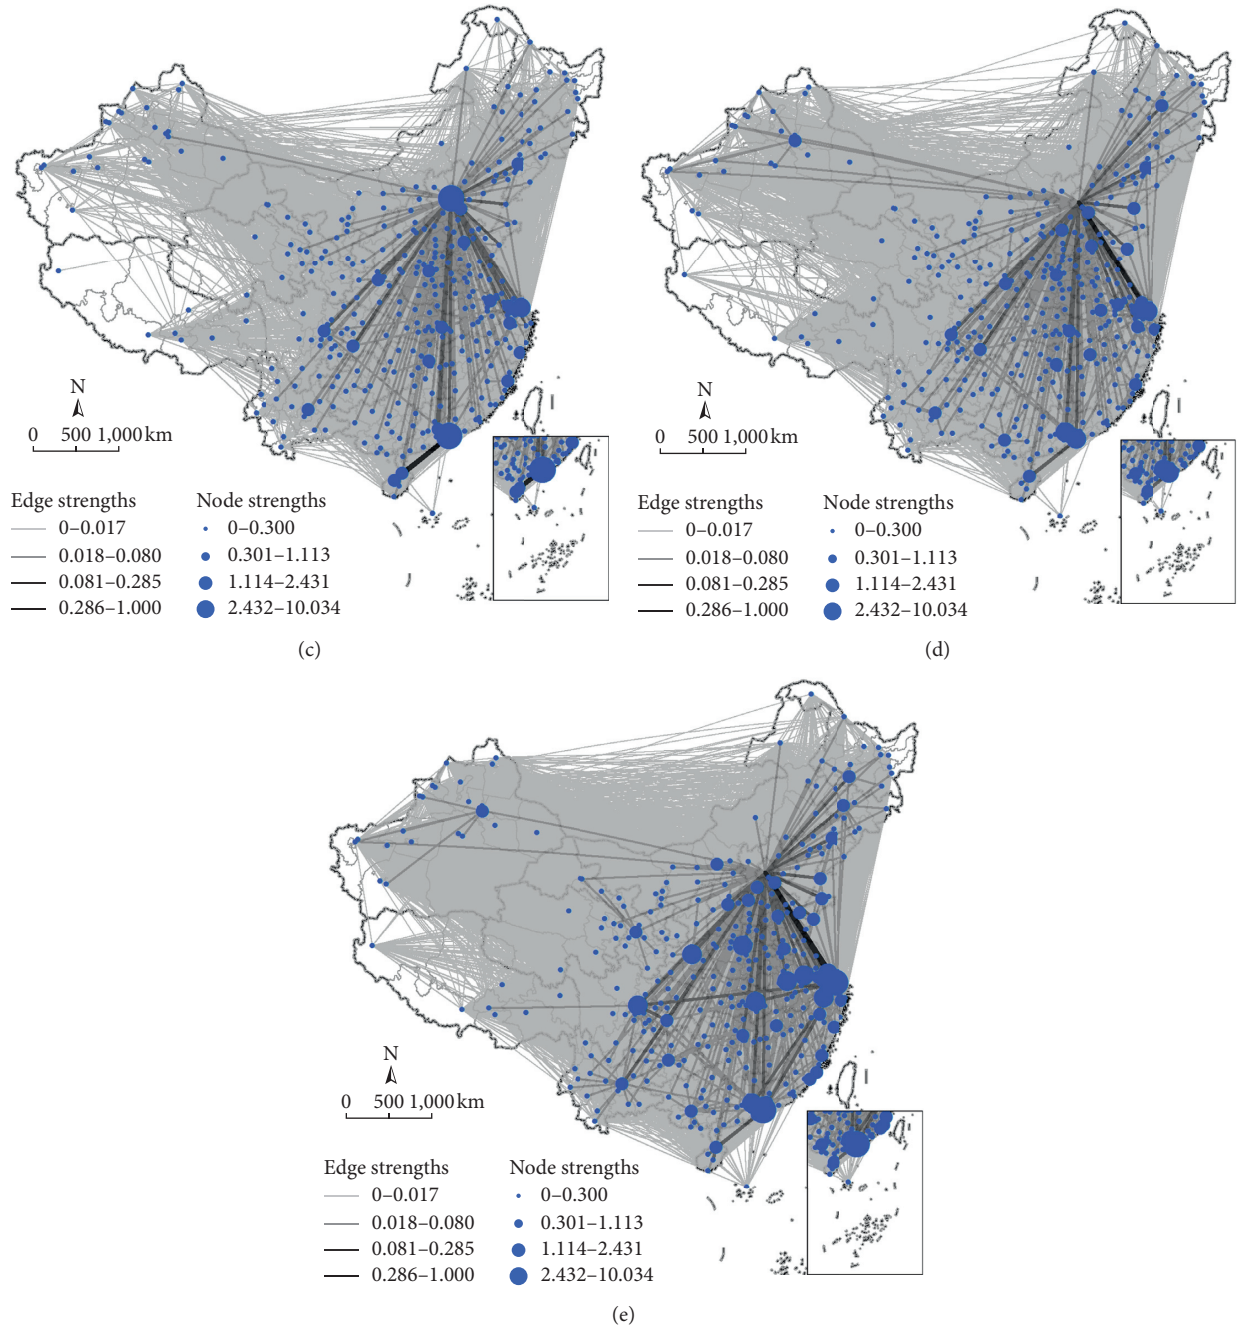 N
0 500 1,000 km
Edge strengths
0–0.017
0.018–0.080
0.081–0.285
0.286–1.000
Node strengths
0–0.300
0.301–1.113
1.114–2.431
2.432–10.034
(c)
N
0 500 1,000 km
Edge strengths
0–0.017
0.018–0.080
0.081–0.285
0.286–1.000
Node strengths
0–0.300
0.301–1.113
1.114–2.431
2.432–10.034
(d)
N
0 500 1,000 km
Edge strengths
0–0.017
0.018–0.080
0.081–0.285
0.286–1.000
Node strengths
0–0.300
0.301–1.113
1.114–2.431
2.432–10.034
(e)